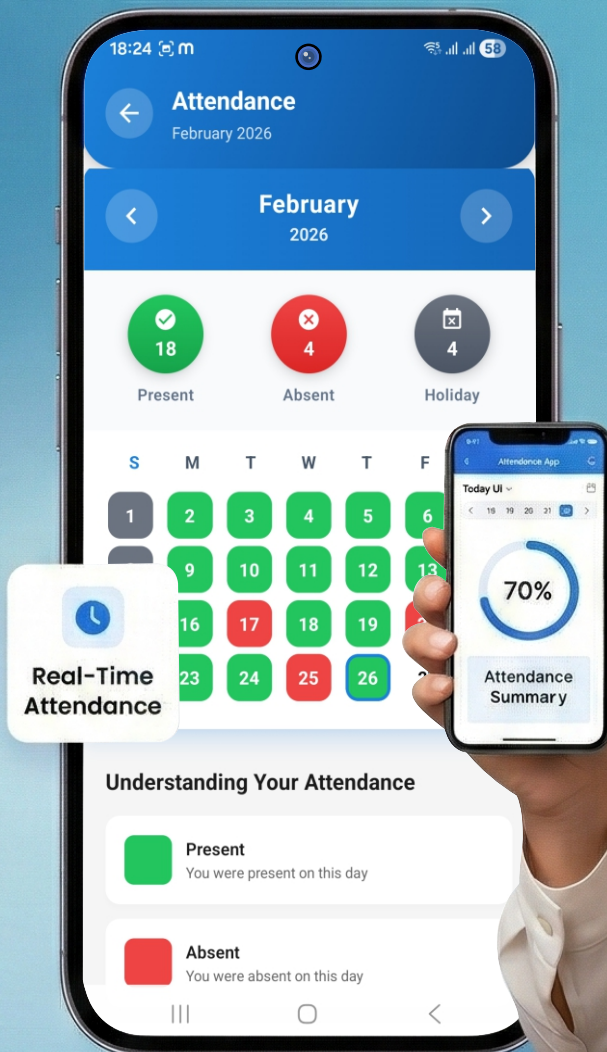 18:24 m 58
Attendance
February 2026
February
2026
18 4 4
Present Absent Holiday
S M T W T F
1 2 3 4 5 6
9 10 11 12 13
16 17 18 19
23 24 25 26
Real-Time
Attendance
Understanding Your Attendance
Present
You were present on this day
Absent
You were absent on this day
9:41
Attendonce App
Today UI
19 20 21
70%
Attendance
Summary